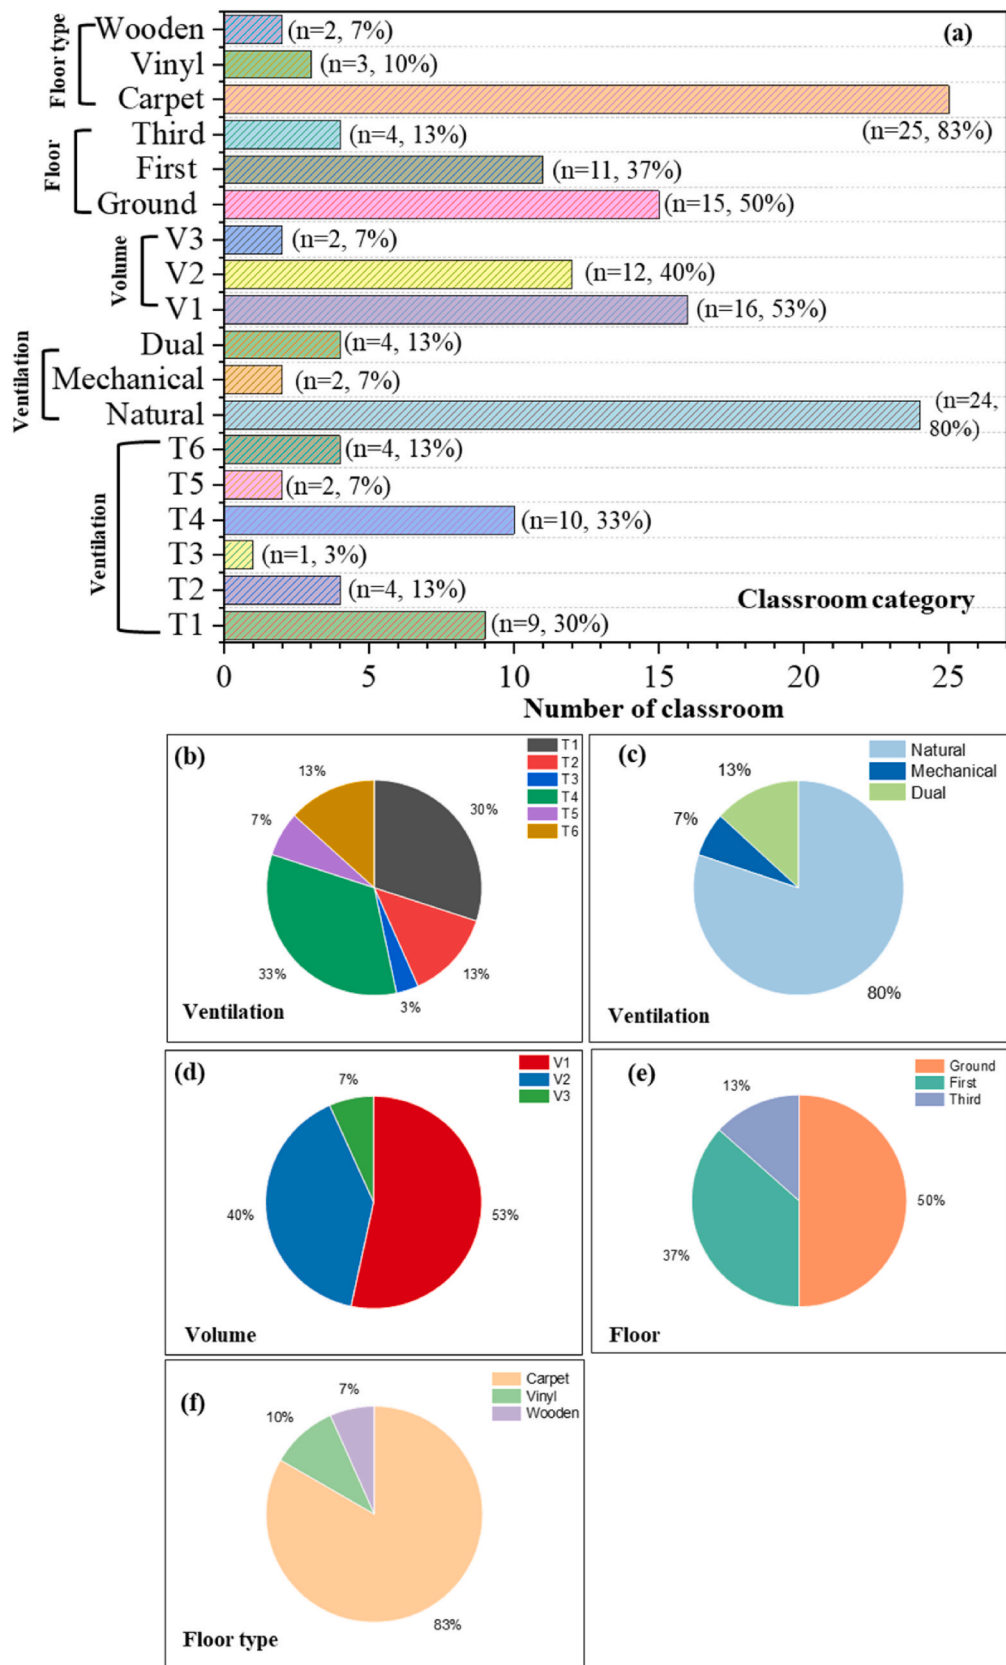 (a)
Floor type
Wooden
(n=2, 7%)
Vinyl
(n=3, 10%)
Carpet
(n=25, 83%)
Floor
Third
(n=4, 13%)
First
(n=11, 37%)
Ground
(n=15, 50%)
Volume
V3
(n=2, 7%)
V2
(n=12, 40%)
V1
(n=16, 53%)
Ventilation
Dual
(n=4, 13%)
Mechanical
(n=2, 7%)
Natural
(n=24,
80%)
Ventilation
T6
(n=4, 13%)
T5
(n=2, 7%)
T4
(n=10, 33%)
T3
(n=1, 3%)
T2
(n=4, 13%)
T1
(n=9, 30%)
Classroom category
0 5 10 15 20 25
Number of classroom
(b)
T1
T2
T3
T4
T5
T6
13%
30%
7%
33%
13%
3%
Ventilation
(c)
Natural
Mechanical
Dual
13%
7%
80%
Ventilation
(d)
V1
V2
V3
7%
40%
53%
Volume
(e)
Ground
First
Third
13%
50%
37%
Floor
(f)
Carpet
Vinyl
Wooden
7%
10%
83%
Floor type